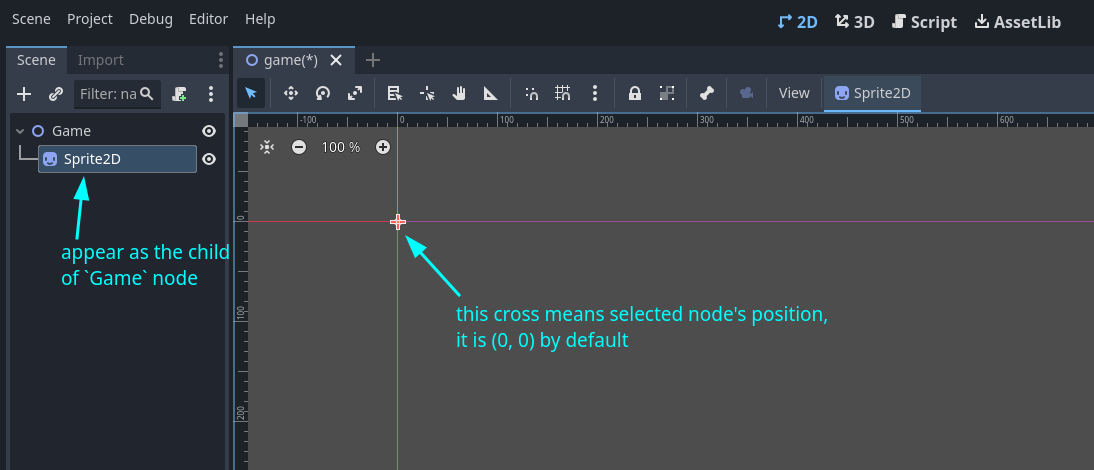 Scene Project Debug Editor Help
2D 3D Script AssetLib
Scene Import
game(*)
Filter: na
View Sprite2D
-100 0 100 200 300 400 500 600
Game
100 %
Sprite2D
0
appear as the child
of `Game` node
this cross means selected node's position,
it is (0, 0) by default
100
200